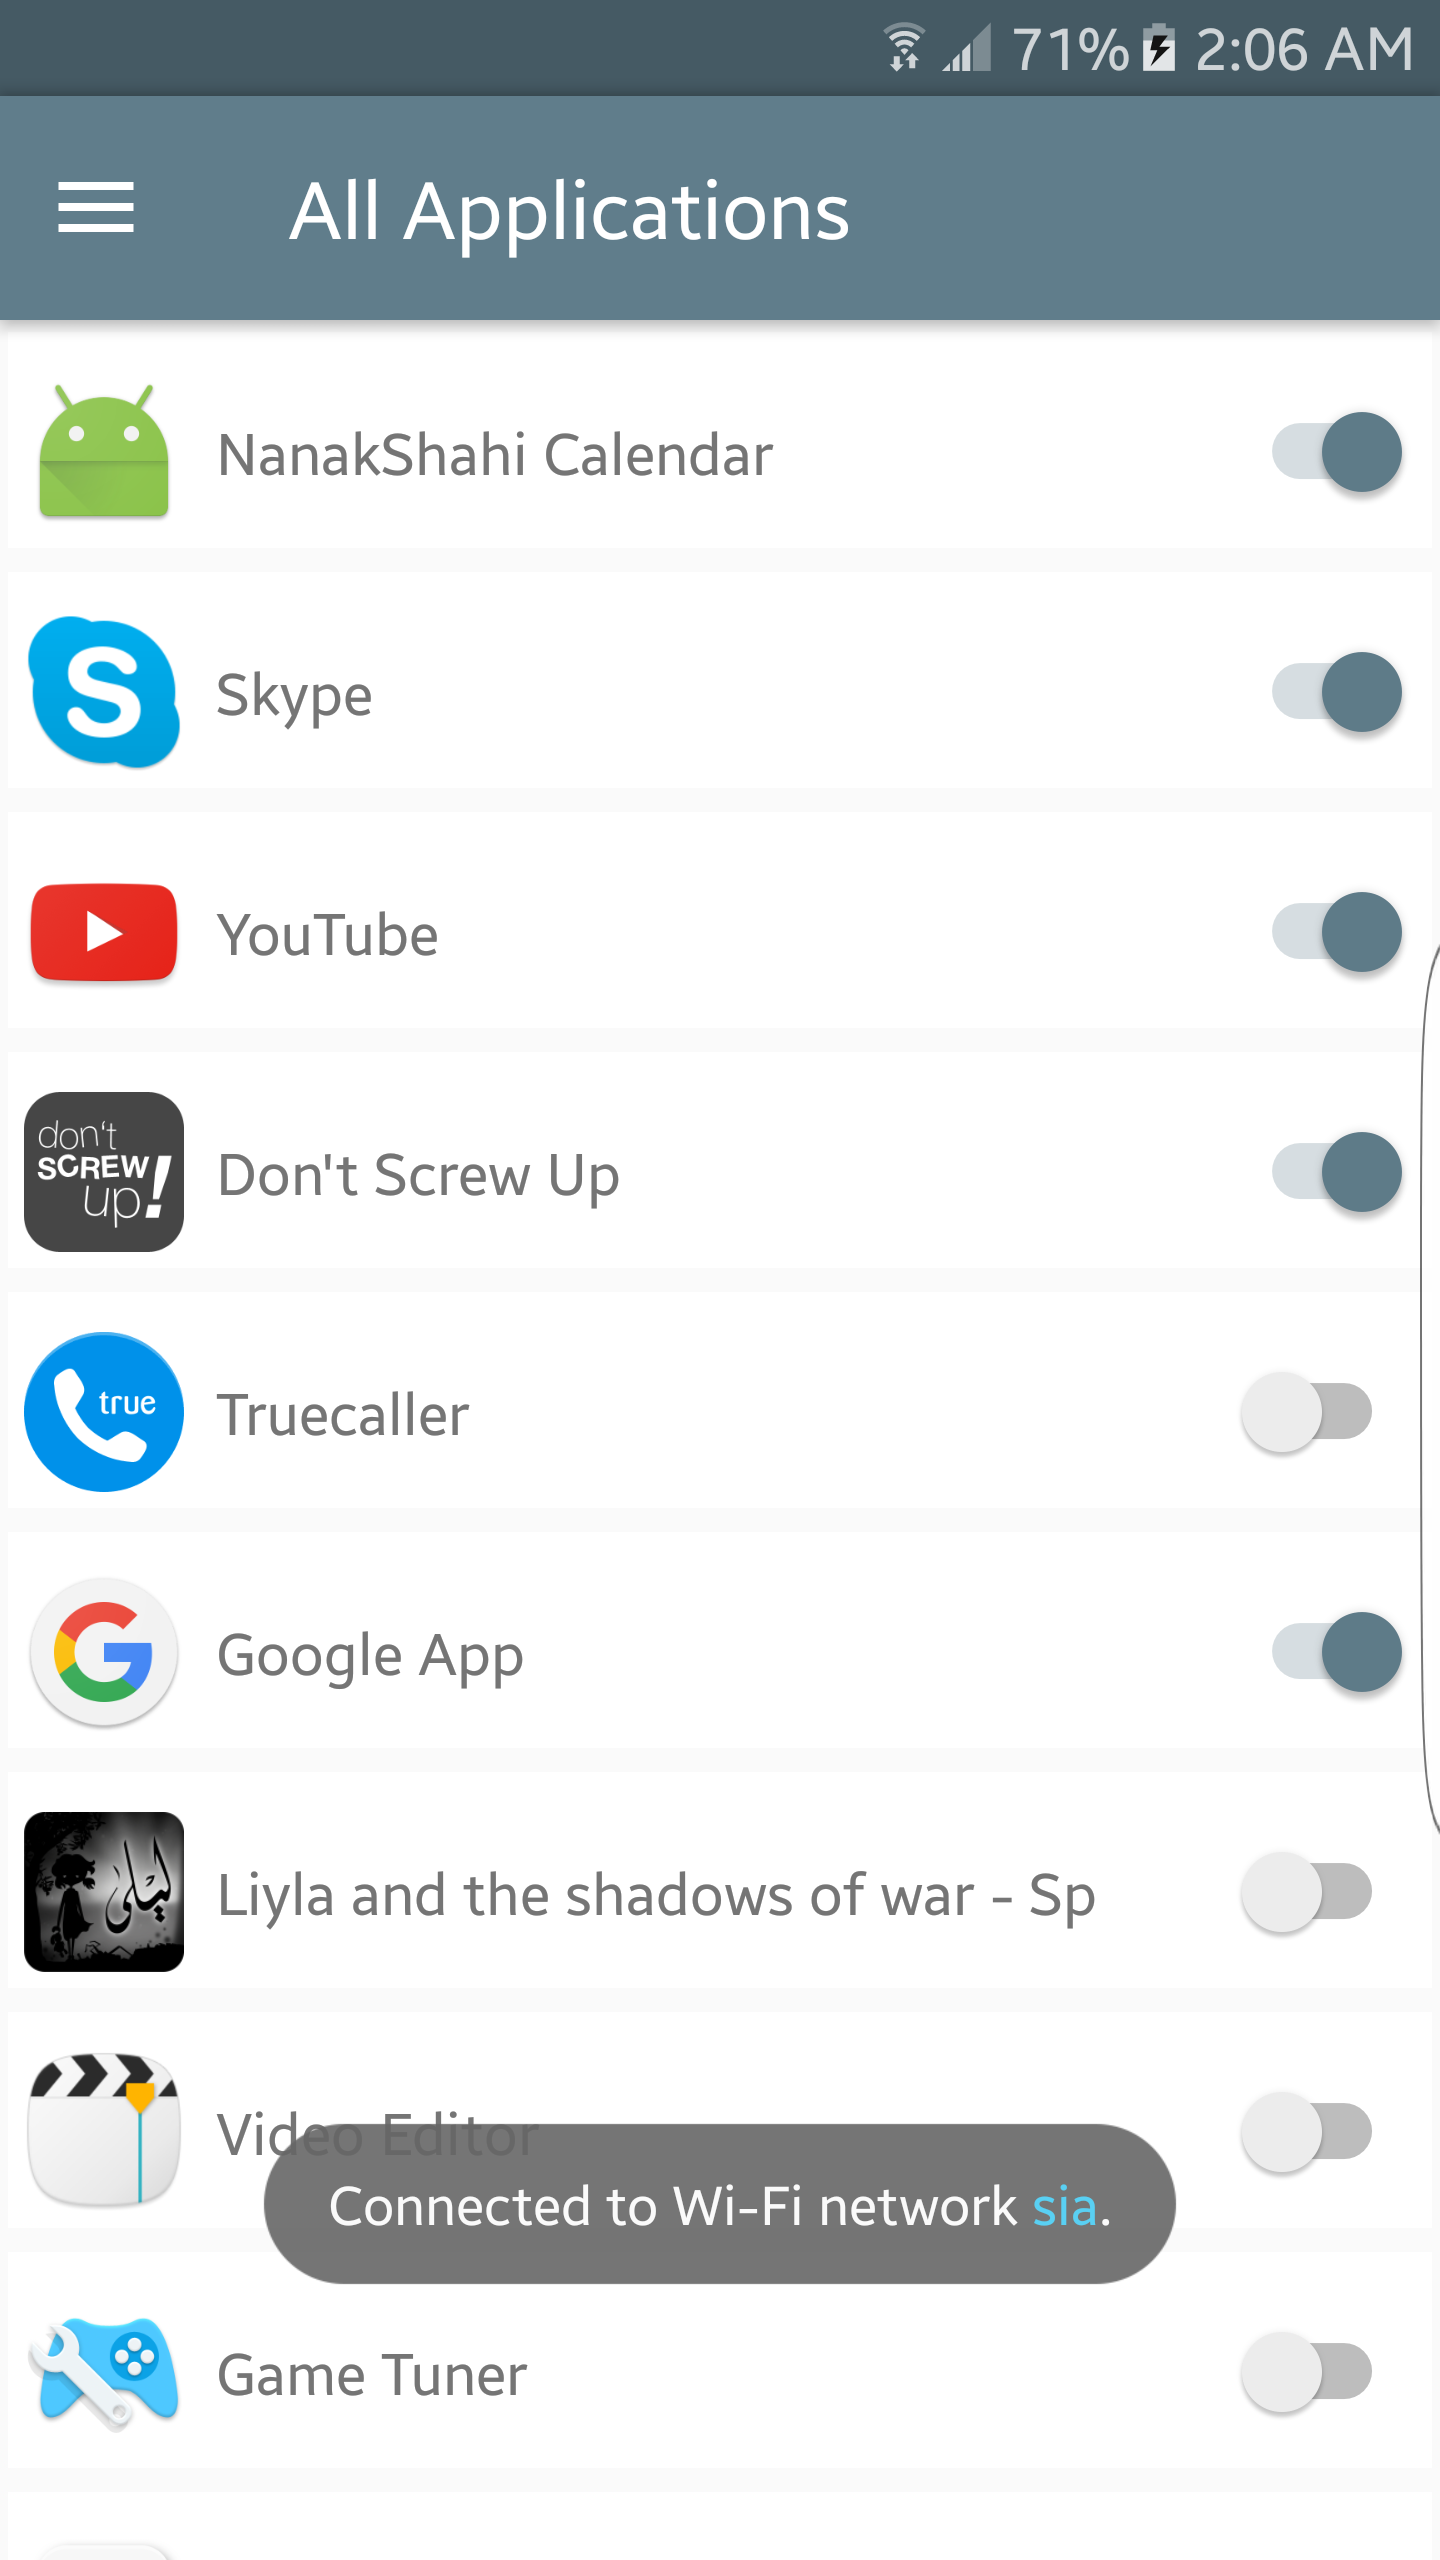 71% 2:06 AM
All Applications
NanakShahi Calendar
Skype
YouTube
don't
SCREW
up!
Don't Screw Up
true
Truecaller
Google App
ليلى
Liyla and the shadows of war - Sp
Video Editor
Connected to Wi-Fi network sia.
Game Tuner